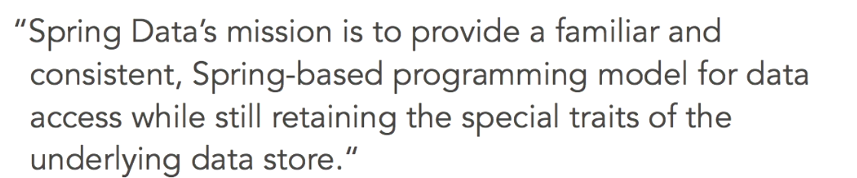 “Spring Data’s mission is to provide a familiar and
consistent, Spring-based programming model for data
access while still retaining the special traits of the
underlying data store.“